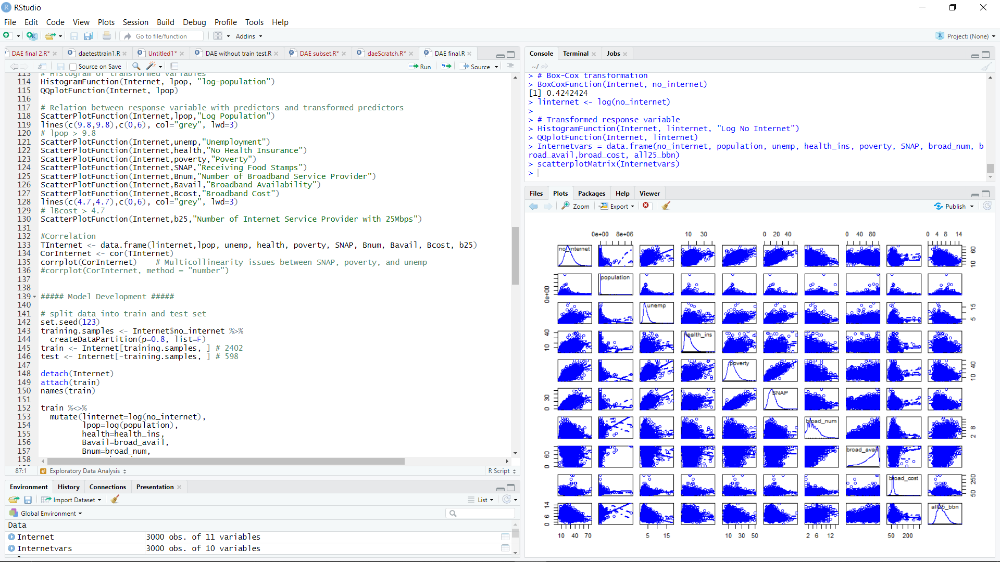 RStudio
File Edit Code View Plots Session Build Debug Profile Tools Help
Go to file/function
Addins
Project: (None)
DAE final 2.R* daetesttrain1.R Untitled1* DAE without train test.R DAE subset.R* daeScratch.R* DAE final.R
Source on Save Run Source
113 # Histogram of transformed variables
114 HistogramFunction(Internet, lpop, "log-population")
115 QQplotFunction(Internet, lpop)
116
117 # Relation between response variable with predictors and transformed predictors
118 ScatterPlotFunction(Internet,lpop,"Log Population")
119 lines(c(9.8,9.8),c(0,6), col="grey", lwd=3)
120 # lpop > 9.8
121 ScatterPlotFunction(Internet,unemp,"Unemployment")
122 ScatterPlotFunction(Internet,health,"No Health Insurance")
123 ScatterPlotFunction(Internet,poverty,"Poverty")
124 ScatterPlotFunction(Internet,SNAP,"Receiving Food Stamps")
125 ScatterPlotFunction(Internet,Bnum,"Number of Broadband Service Provider")
126 ScatterPlotFunction(Internet,Bavail,"Broadband Availability")
127 ScatterPlotFunction(Internet,Bcost,"Broadband Cost")
128 lines(c(4.7,4.7),c(0,6), col="grey", lwd=3)
129 # lBcost > 4.7
130 ScatterPlotFunction(Internet,b25,"Number of Internet Service Provider with 25Mbps")
131
132 #Correlation
133 TInternet <- data.frame(linternet,lpop, unemp, health, poverty, SNAP, Bnum, Bavail, Bcost, b25)
134 CorInternet <- cor(TInternet)
135 corrplot(CorInternet) # Multicollinearity issues between SNAP, poverty, and unemp
136 #corrplot(CorInternet, method = "number")
137
138
139 ##### Model Development #####
140
141 # split data into train and test set
142 set.seed(123)
143 training.samples <- Internet$no_internet %>%
144 createDataPartition(p=0.8, list=F)
145 train <- Internet[training.samples, ] # 2402
146 test <- Internet[-training.samples, ] # 598
147
148 detach(Internet)
149 attach(train)
150 names(train)
151
152 train %<>%
153 mutate(linternet=log(no_internet),
154 lpop=log(population),
155 health=health_ins,
156 Bavail=broad_avail,
157 Bnum=broad_num,
158
87:1 Exploratory Data Analysis R Script
Environment History Connections Presentation
Import Dataset List
Global Environment
Data
Internet 3000 obs. of 11 variables
Internetvars 3000 obs. of 10 variables
Console Terminal Jobs
~/
> # Box-Cox transformation
> BoxCoxFunction(Internet, no_internet)
[1] 0.4242424
> linternet <- log(no_internet)
>
> # Transformed response variable
> HistogramFunction(Internet, linternet, "Log No Internet")
> QQplotFunction(Internet, linternet)
> Internetvars = data.frame(no_internet, population, unemp, health_ins, poverty, SNAP, broad_num, b
road_avail,broad_cost, all25_bbn)
> scatterplotMatrix(Internetvars)
>
Files Plots Packages Help Viewer
Zoom Export Publish
0e+00 8e+06 10 30 0 20 40 0 40 80 0 4 8 14
no_internet 10 60
0e+00 population
unemp 5 15
10 40 health_ins
poverty 10 40
0 30 SNAP
broad_num 2 8
0 60 broad_avail
broad_cost 50 250
0 6 14 all25_bbn
10 40 70 5 15 10 30 50 2 6 12 50 200